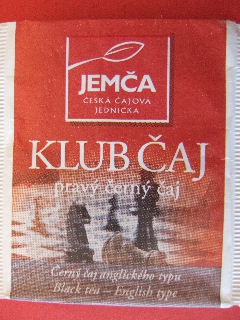 JEMČA
ČESKÁ ČAJOVÁ
JEDNIČKA
KLUB ČAJ
pravý černý čaj
Černý čaj anglického typu
Black tea – English type